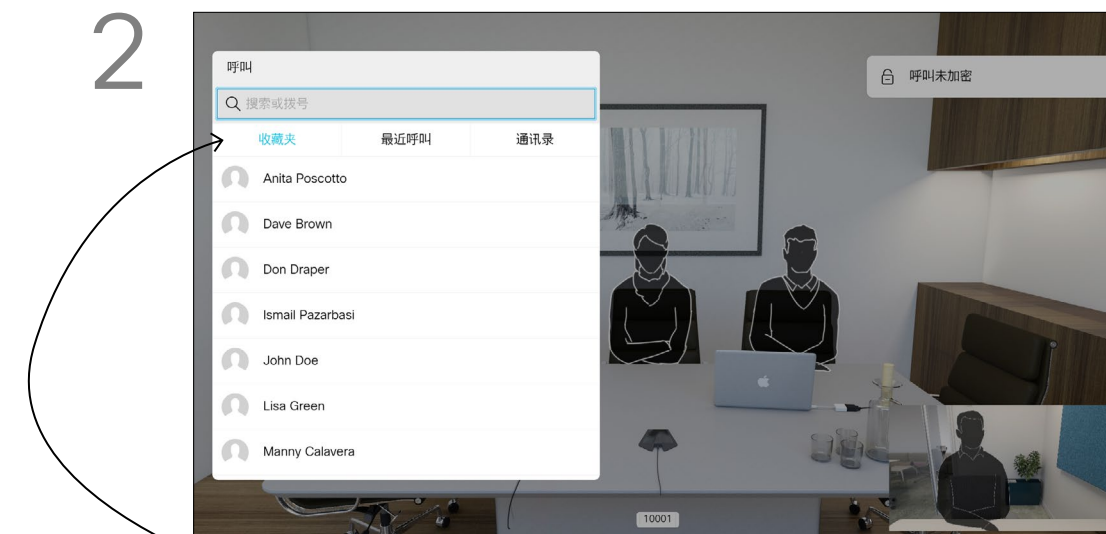 2
呼叫
搜索或拨号
收藏夹 最近呼叫 通讯录
Anita Poscotto
Dave Brown
Don Draper
Ismail Pazarbasi
John Doe
Lisa Green
Manny Calavera
呼叫未加密
10001